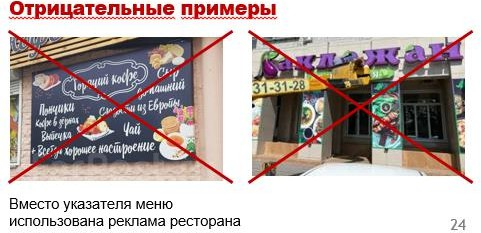 Отрицательные примеры
Горячий кофе
Сыр
домашний
Пончики
Кофе в зёрнах
Сладости из Европы
Выпечка
Чай
+ Всегда хорошее настроение
Баклажан
31-31-28
Вместо указателя меню
использована реклама ресторана
24